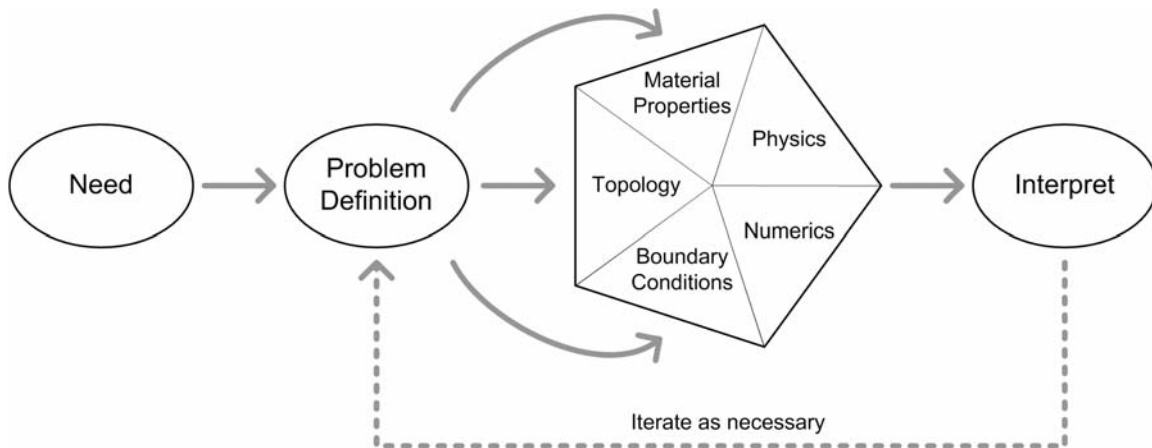 Need
Problem
Definition
Material
Properties
Physics
Topology
Numerics
Boundary
Conditions
Interpret
Iterate as necessary